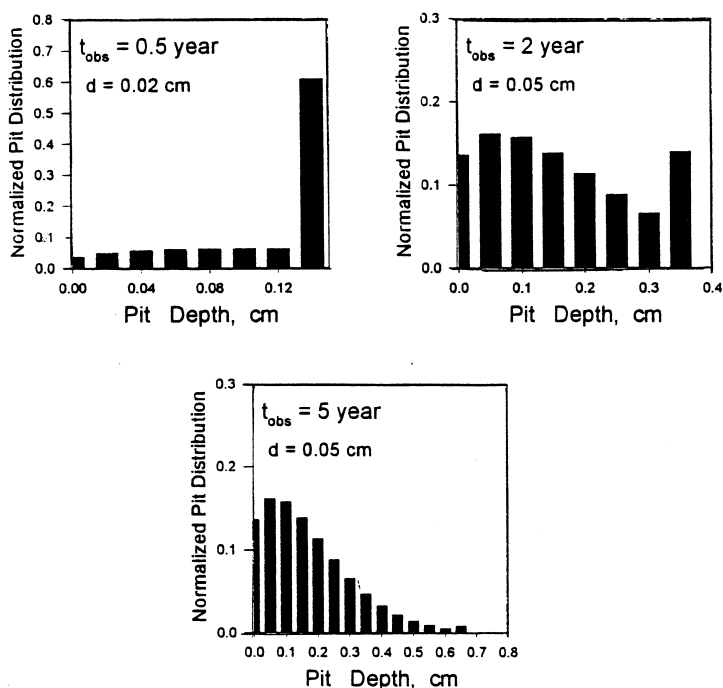 Normalized Pit Distribution
0.8
0.7
0.6
0.5
0.4
0.3
0.2
0.1
0.0
t_obs = 0.5 year
d = 0.02 cm
0.00 0.04 0.08 0.12
Pit Depth, cm
Normalized Pit Distribution
0.3
0.2
0.1
0.0
t_obs = 2 year
d = 0.05 cm
0.0 0.1 0.2 0.3 0.4
Pit Depth, cm
Normalized Pit Distribution
0.3
0.2
0.1
0.0
t_obs = 5 year
d = 0.05 cm
0.0 0.1 0.2 0.3 0.4 0.5 0.6 0.7 0.8
Pit Depth, cm